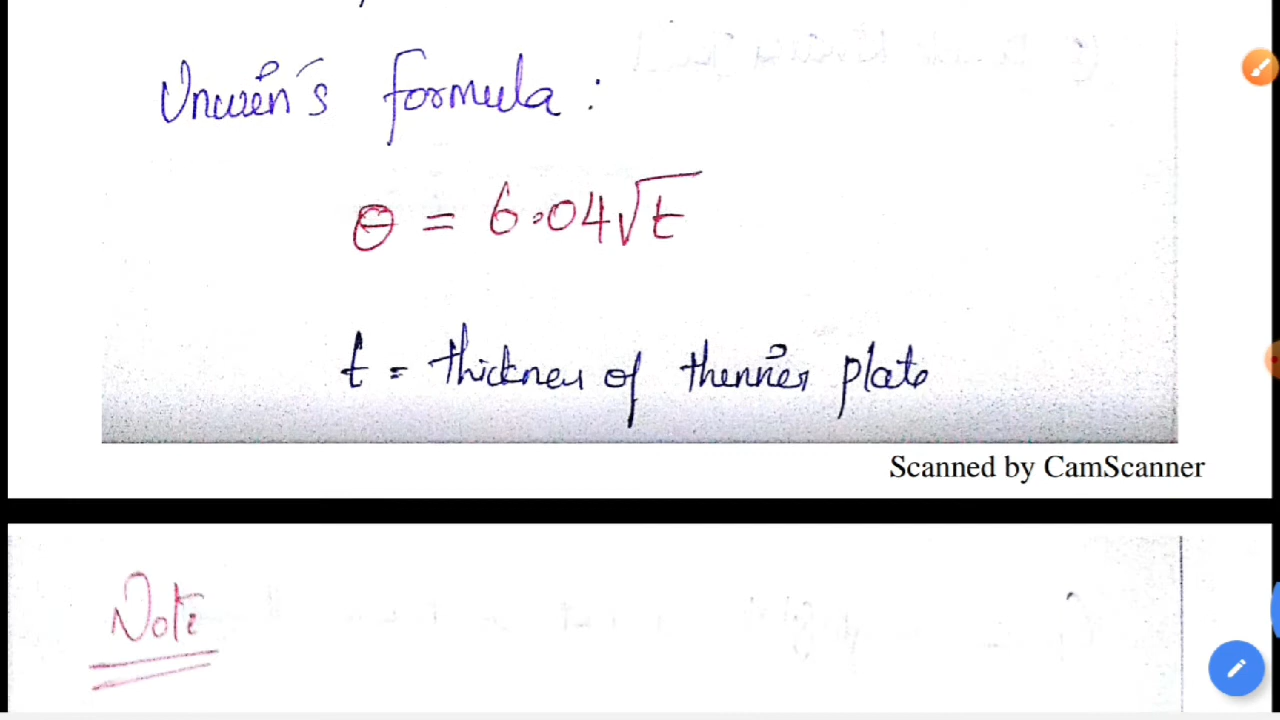 Unwin's formula :
θ = 6.04√t
t = thickness of thinner plate
Scanned by CamScanner
Note